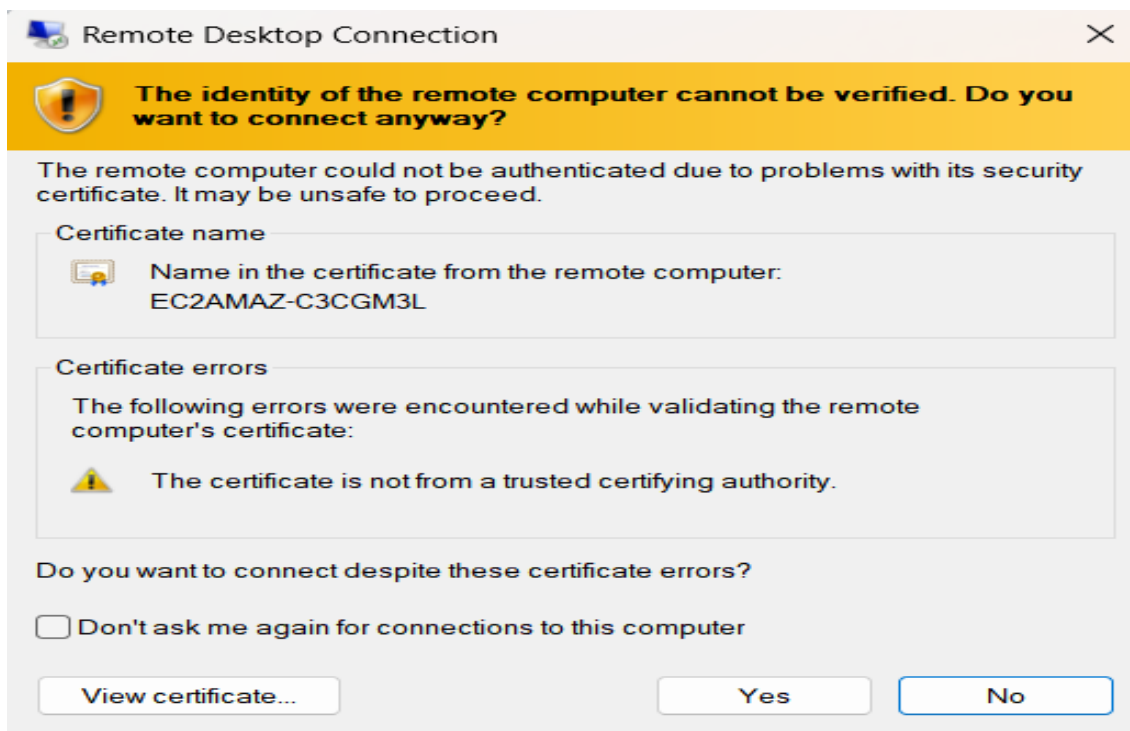 Remote Desktop Connection
The identity of the remote computer cannot be verified. Do you
want to connect anyway?
The remote computer could not be authenticated due to problems with its security
certificate. It may be unsafe to proceed.
Certificate name
Name in the certificate from the remote computer:
EC2AMAZ-C3CGM3L
Certificate errors
The following errors were encountered while validating the remote
computer's certificate:
The certificate is not from a trusted certifying authority.
Do you want to connect despite these certificate errors?
Don't ask me again for connections to this computer
View certificate... Yes No